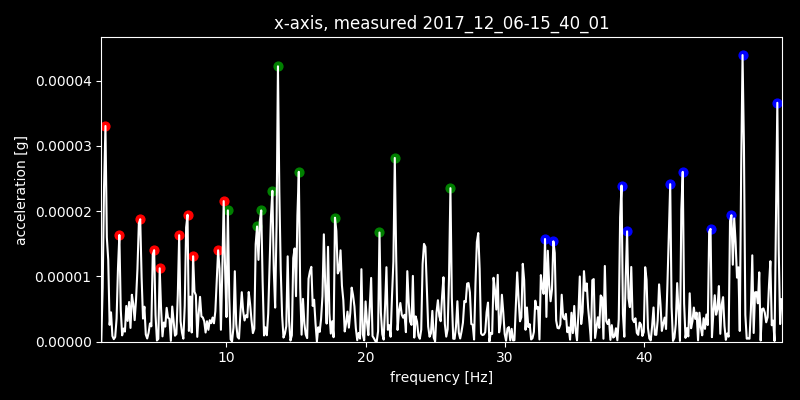 x-axis, measured 2017_12_06-15_40_01
0.00004
0.00003
0.00002
0.00001
0.00000
acceleration [g]
10 20 30 40
frequency [Hz]